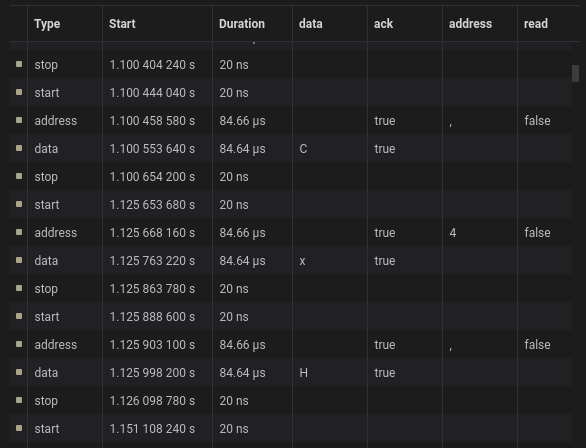 Type Start Duration data ack address read
stop 1.100 404 240 s 20 ns
start 1.100 444 040 s 20 ns
address 1.100 458 580 s 84.66 μs true , false
data 1.100 553 640 s 84.64 μs C true
stop 1.100 654 200 s 20 ns
start 1.125 653 680 s 20 ns
address 1.125 668 160 s 84.66 μs true 4 false
data 1.125 763 220 s 84.64 μs x true
stop 1.125 863 780 s 20 ns
start 1.125 888 600 s 20 ns
address 1.125 903 100 s 84.66 μs true , false
data 1.125 998 200 s 84.64 μs H true
stop 1.126 098 780 s 20 ns
start 1.151 108 240 s 20 ns